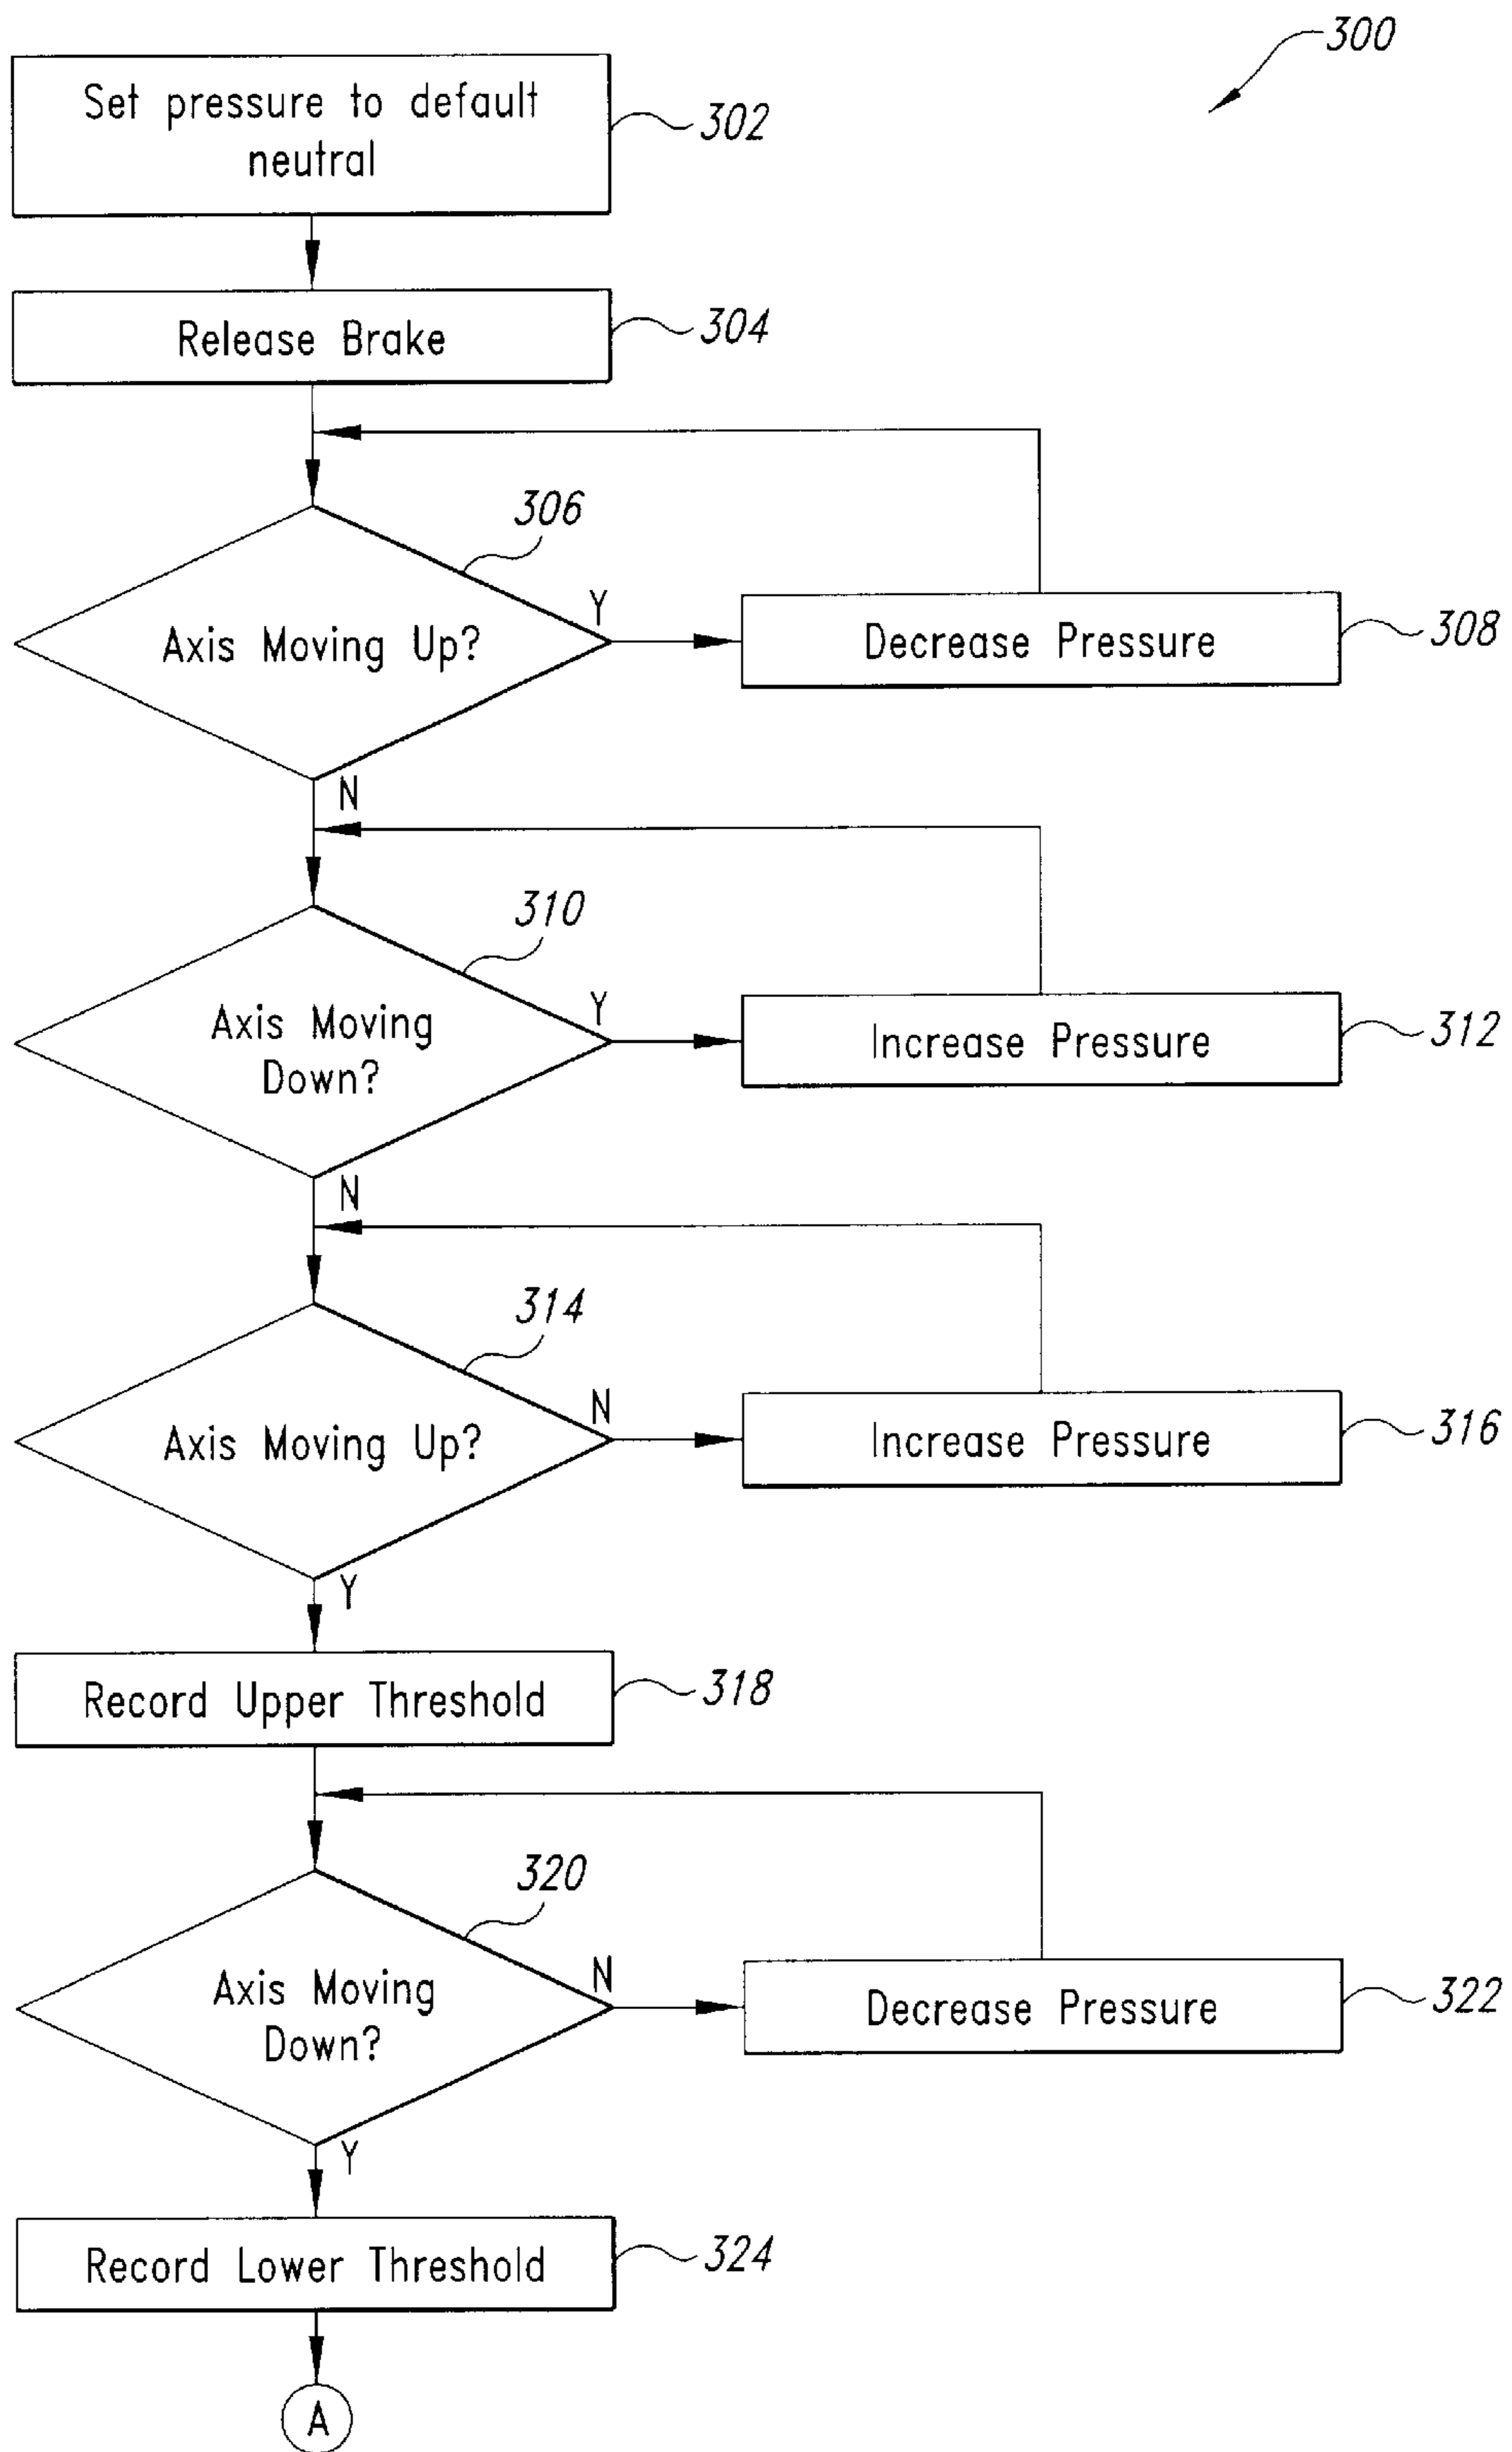 300
Set pressure to default
neutral
302
Release Brake
304
306
Axis Moving Up?
Y
Decrease Pressure
308
N
310
Axis Moving
Down?
Y
Increase Pressure
312
N
314
Axis Moving Up?
N
Increase Pressure
316
Y
Record Upper Threshold
318
320
Axis Moving
Down?
N
Decrease Pressure
322
Y
Record Lower Threshold
324
A